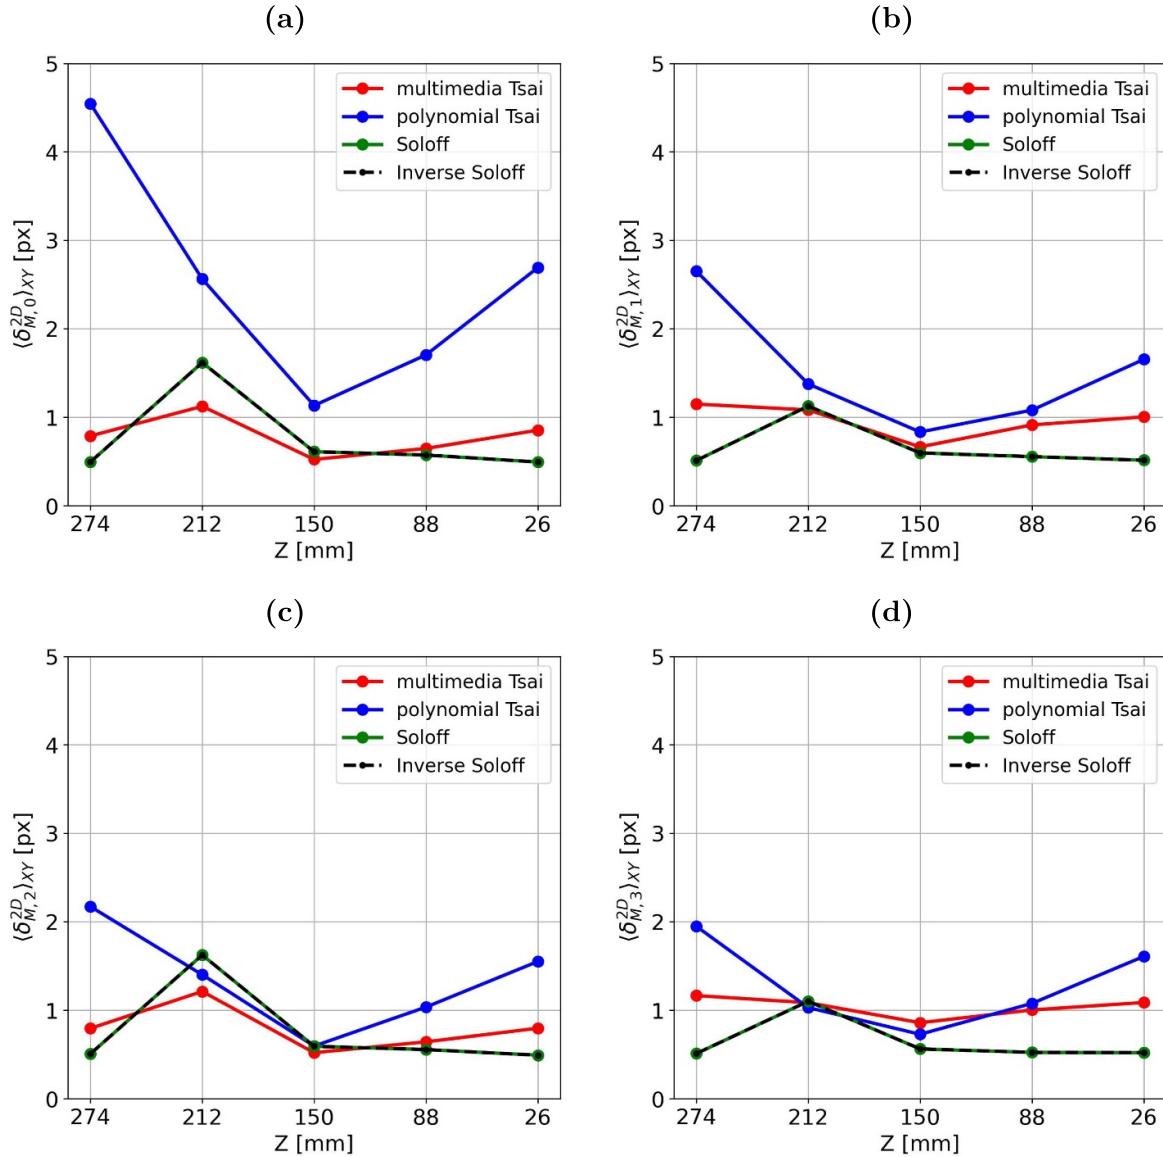 (a)
⟨δ^{2D}_{M,0}⟩_{XY} [px]
5
4
3
2
1
0
multimedia Tsai
polynomial Tsai
Soloff
Inverse Soloff
274 212 150 88 26
Z [mm]
(b)
⟨δ^{2D}_{M,1}⟩_{XY} [px]
5
4
3
2
1
0
multimedia Tsai
polynomial Tsai
Soloff
Inverse Soloff
274 212 150 88 26
Z [mm]
(c)
⟨δ^{2D}_{M,2}⟩_{XY} [px]
5
4
3
2
1
0
multimedia Tsai
polynomial Tsai
Soloff
Inverse Soloff
274 212 150 88 26
Z [mm]
(d)
⟨δ^{2D}_{M,3}⟩_{XY} [px]
5
4
3
2
1
0
multimedia Tsai
polynomial Tsai
Soloff
Inverse Soloff
274 212 150 88 26
Z [mm]